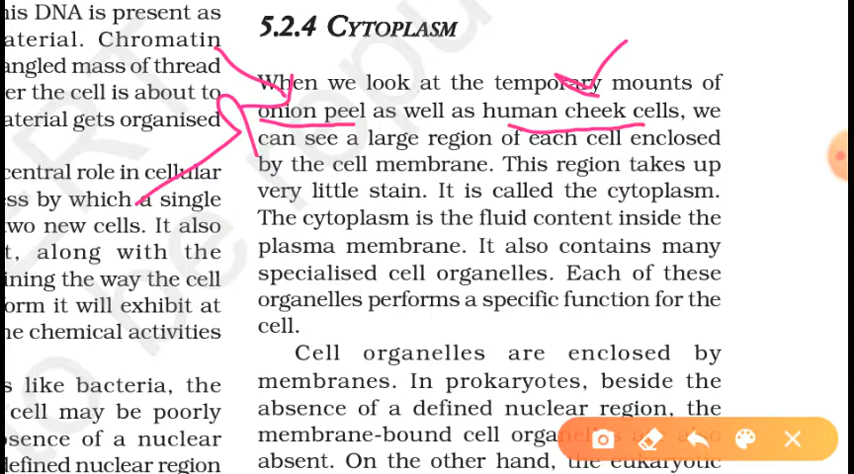 his DNA is present as
aterial. Chromatin
angled mass of thread
er the cell is about to
aterial gets organised
central role in cellular
ss by which a single
two new cells. It also
t, along with the
ining the way the cell
orm it will exhibit at
he chemical activities
s like bacteria, the
cell may be poorly
sence of a nuclear
defined nuclear region
5.2.4 CYTOPLASM
When we look at the temporary mounts of
onion peel as well as human cheek cells, we
can see a large region of each cell enclosed
by the cell membrane. This region takes up
very little stain. It is called the cytoplasm.
The cytoplasm is the fluid content inside the
plasma membrane. It also contains many
specialised cell organelles. Each of these
organelles performs a specific function for the
cell.
Cell organelles are enclosed by
membranes. In prokaryotes, beside the
absence of a defined nuclear region, the
membrane-bound cell organelles are also
absent. On the other hand, the eukaryotic